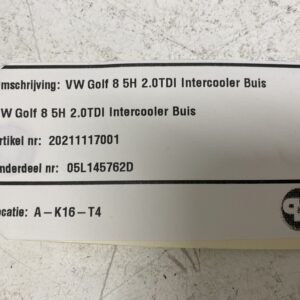 mschrijving: VW Golf 8 5H 2.0TDI Intercooler Buis
W Golf 8 5H 2.0TDI Intercooler Buis
rtikel nr: 20211117001
nderdeel nr: 05L145762D
ocatie: A-K16-T4